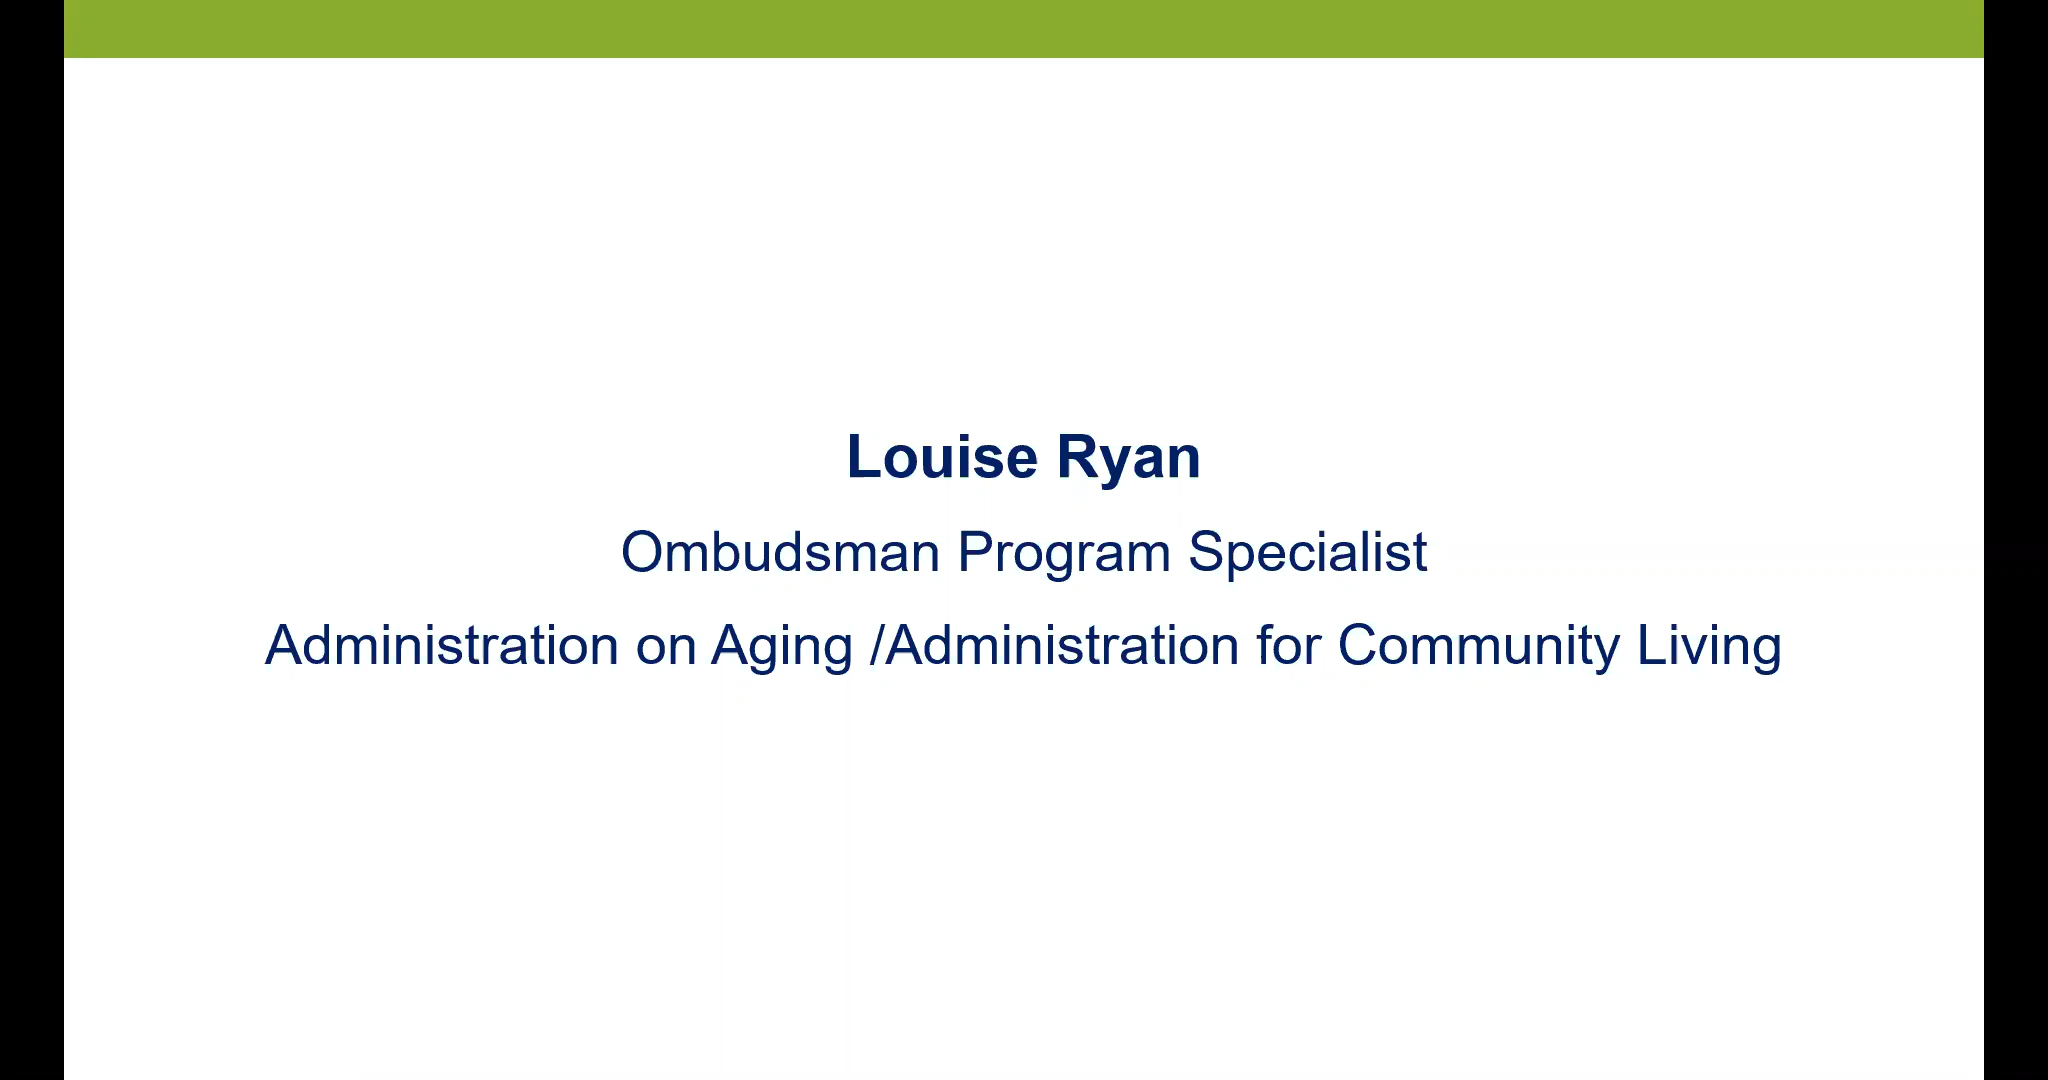 Louise Ryan
Ombudsman Program Specialist
Administration on Aging /Administration for Community Living